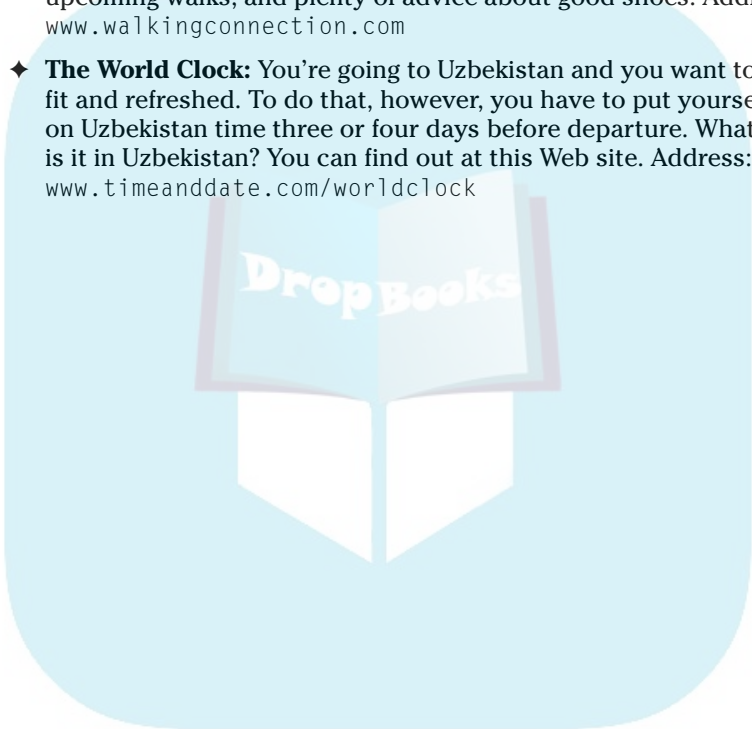 upcoming walks, and plenty of advice about good shoes. Add
www.walkingconnection.com
✦ The World Clock: You're going to Uzbekistan and you want to
fit and refreshed. To do that, however, you have to put yourse
on Uzbekistan time three or four days before departure. What
is it in Uzbekistan? You can find out at this Web site. Address:
www.timeanddate.com/worldclock
Drop Books